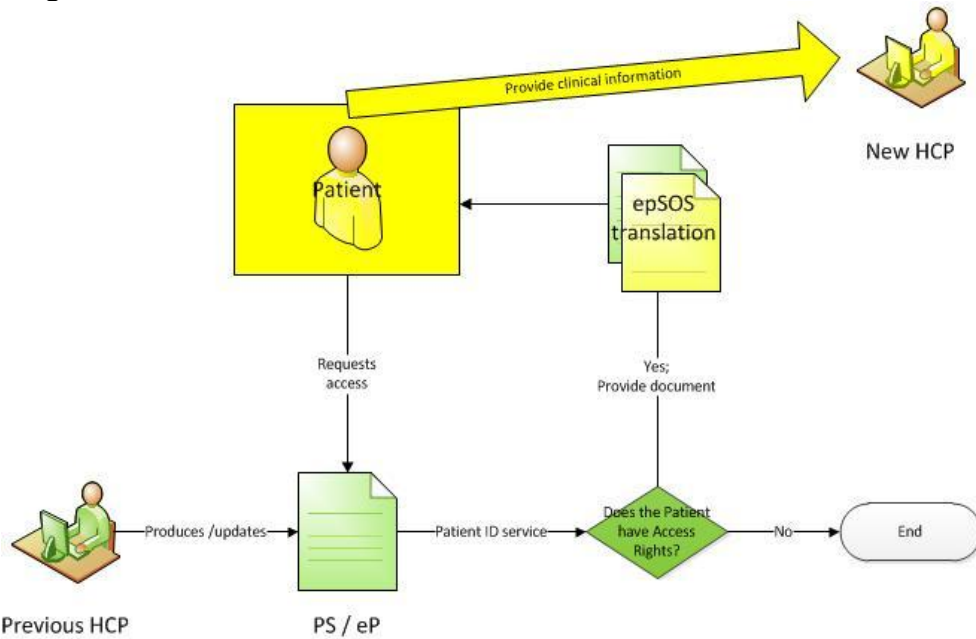 Provide clinical information
New HCP
Patient
epSOS
translation
Requests
access
Yes;
Provide document
Produces /updates
Patient ID service
Does the Patient
have Access
Rights?
No
End
Previous HCP
PS / eP